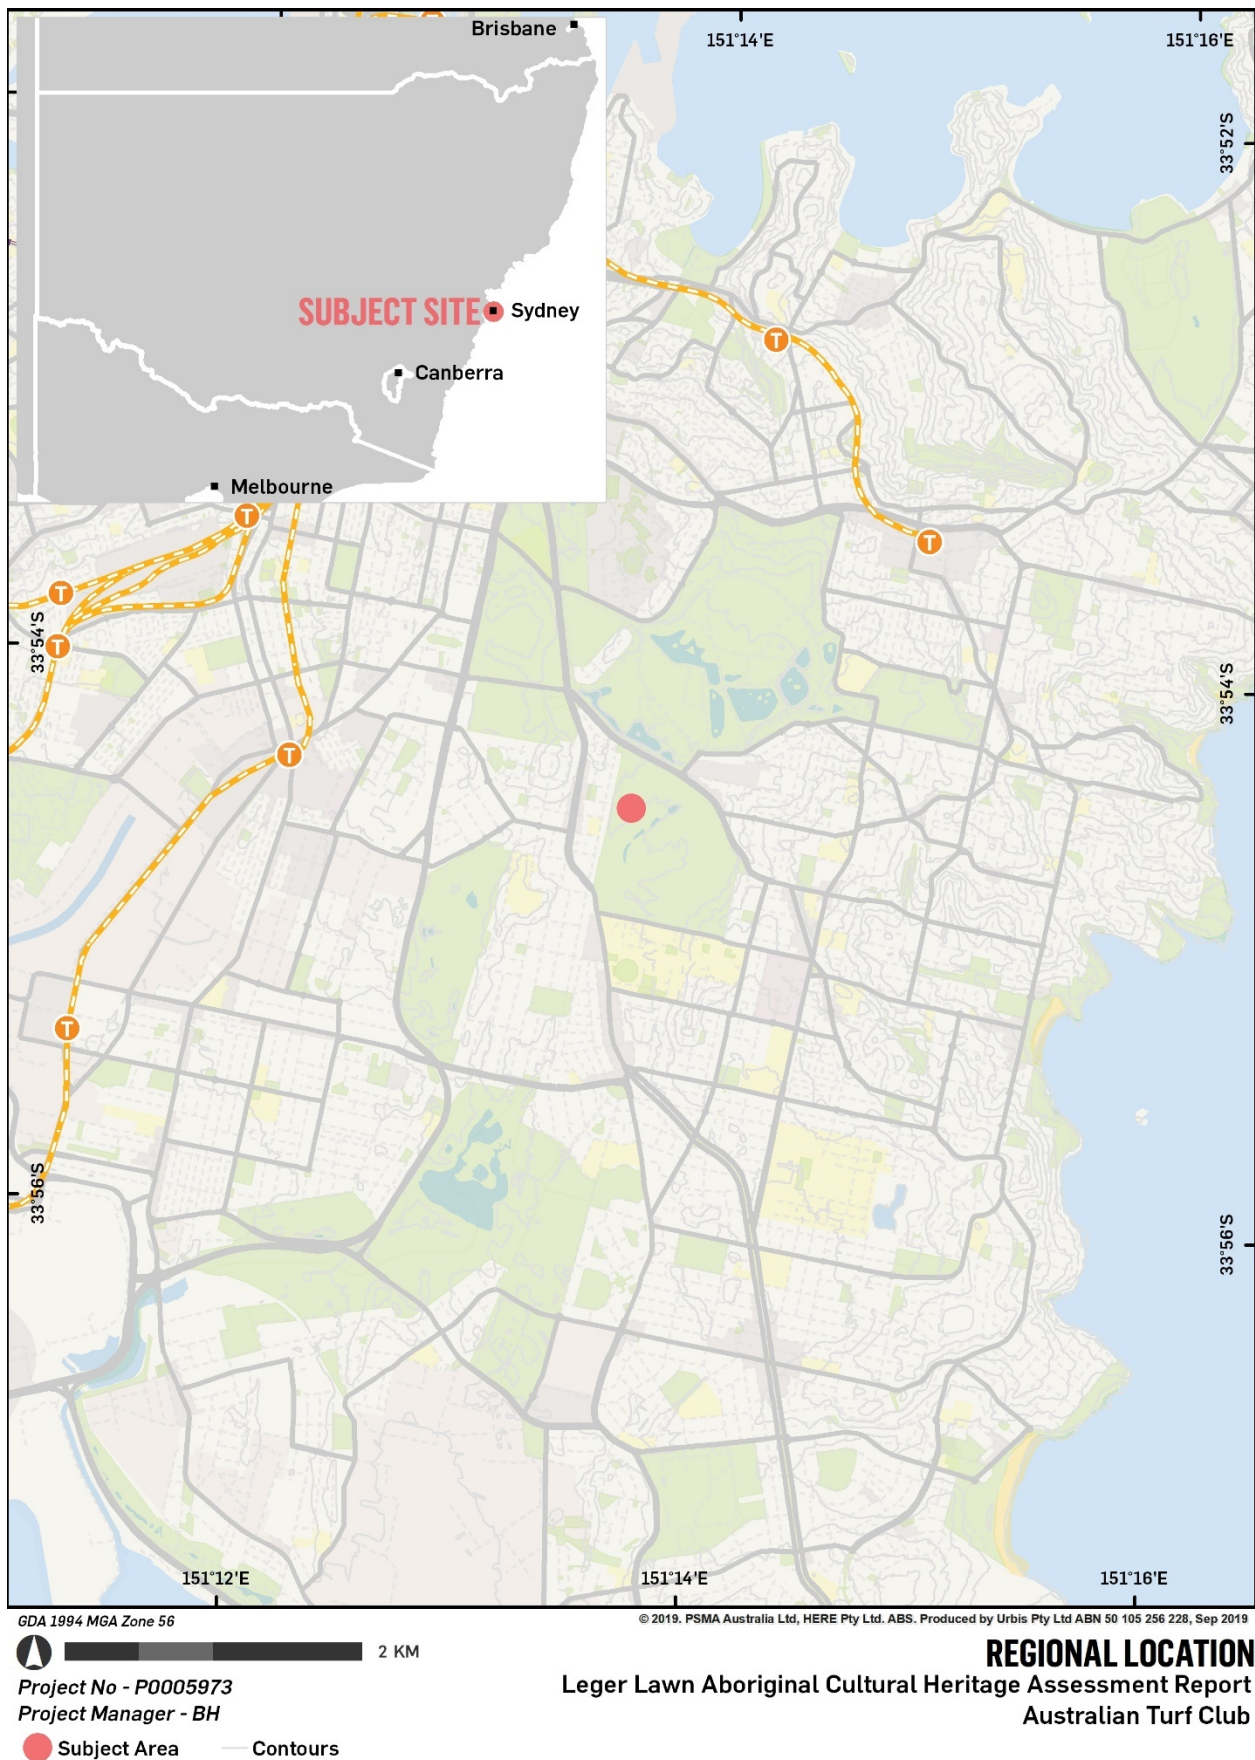 Brisbane
151°14'E
151°16'E
33°52'S
SUBJECT SITE
Sydney
Canberra
Melbourne
T
T
T
T
T
T
T
T
33°54'S
33°54'S
33°56'S
33°56'S
151°12'E
151°14'E
151°16'E
GDA 1994 MGA Zone 56
© 2019. PSMA Australia Ltd, HERE Pty Ltd. ABS. Produced by Urbis Pty Ltd ABN 50 105 256 228, Sep 2019
2 KM
REGIONAL LOCATION
Project No - P0005973
Leger Lawn Aboriginal Cultural Heritage Assessment Report
Project Manager - BH
Australian Turf Club
Subject Area
Contours